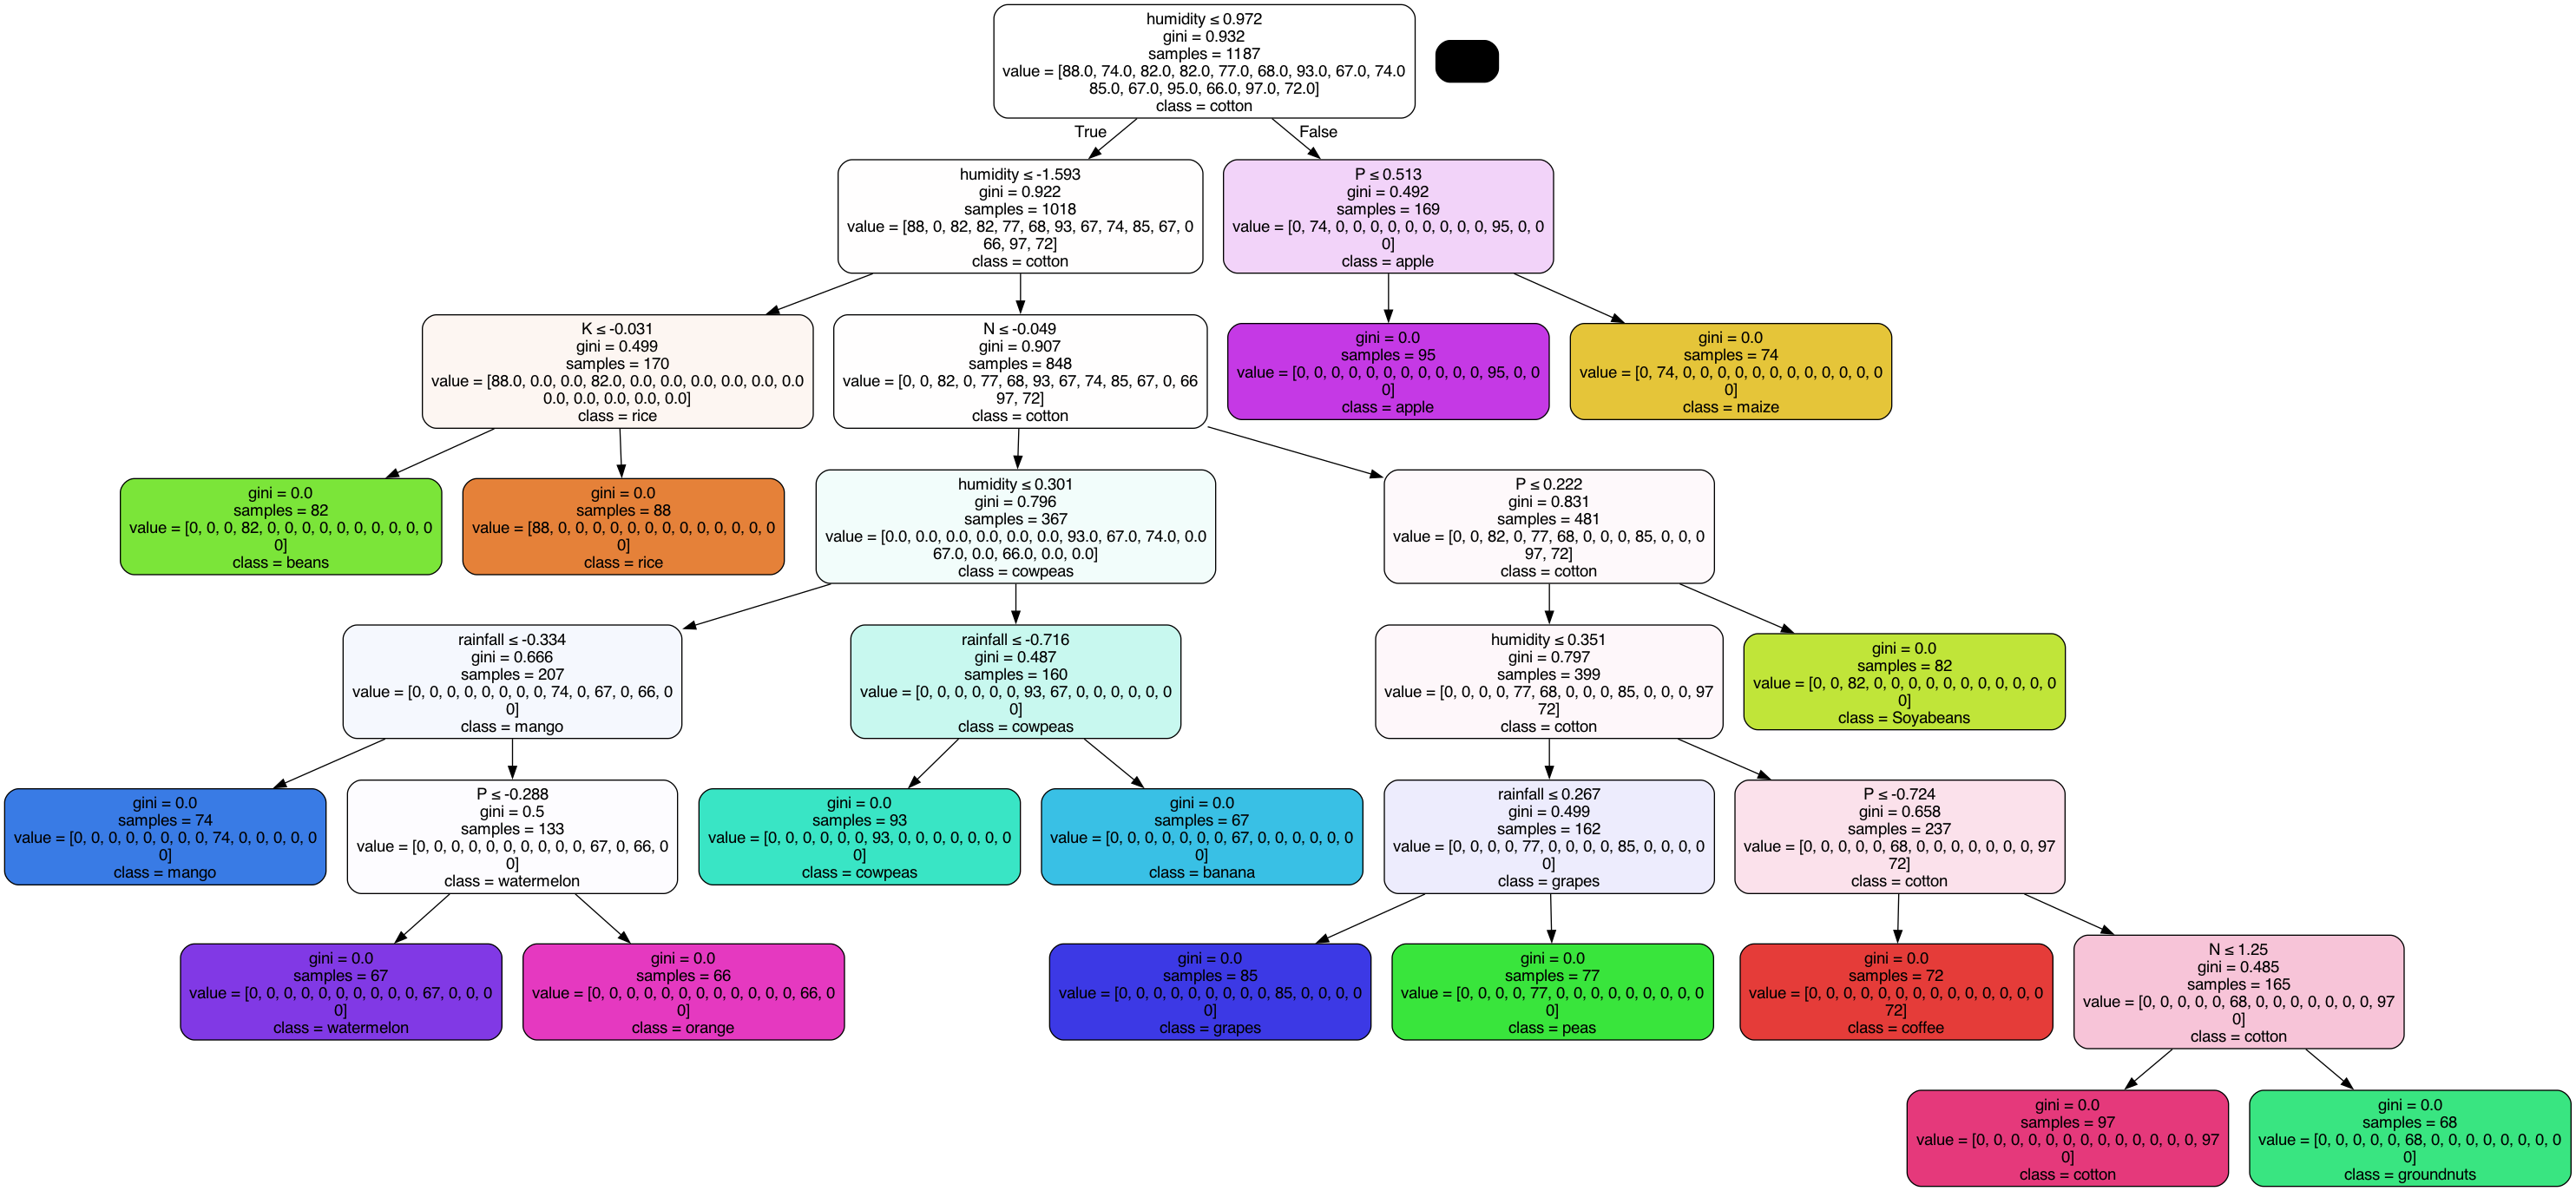 humidity ≤ 0.972
gini = 0.932
samples = 1187
value = [88.0, 74.0, 82.0, 82.0, 77.0, 68.0, 93.0, 67.0, 74.0
85.0, 67.0, 95.0, 66.0, 97.0, 72.0]
class = cotton
True
False
humidity ≤ -1.593
gini = 0.922
samples = 1018
value = [88, 0, 82, 82, 77, 68, 93, 67, 74, 85, 67, 0
66, 97, 72]
class = cotton
P ≤ 0.513
gini = 0.492
samples = 169
value = [0, 74, 0, 0, 0, 0, 0, 0, 0, 0, 0, 95, 0, 0
0]
class = apple
K ≤ -0.031
gini = 0.499
samples = 170
value = [88.0, 0.0, 0.0, 82.0, 0.0, 0.0, 0.0, 0.0, 0.0, 0.0
0.0, 0.0, 0.0, 0.0, 0.0]
class = rice
N ≤ -0.049
gini = 0.907
samples = 848
value = [0, 0, 82, 0, 77, 68, 93, 67, 74, 85, 67, 0, 66
97, 72]
class = cotton
gini = 0.0
samples = 95
value = [0, 0, 0, 0, 0, 0, 0, 0, 0, 0, 0, 95, 0, 0
0]
class = apple
gini = 0.0
samples = 74
value = [0, 74, 0, 0, 0, 0, 0, 0, 0, 0, 0, 0, 0, 0
0]
class = maize
gini = 0.0
samples = 82
value = [0, 0, 0, 82, 0, 0, 0, 0, 0, 0, 0, 0, 0, 0
0]
class = beans
gini = 0.0
samples = 88
value = [88, 0, 0, 0, 0, 0, 0, 0, 0, 0, 0, 0, 0, 0
0]
class = rice
humidity ≤ 0.301
gini = 0.796
samples = 367
value = [0.0, 0.0, 0.0, 0.0, 0.0, 0.0, 93.0, 67.0, 74.0, 0.0
67.0, 0.0, 66.0, 0.0, 0.0]
class = cowpeas
P ≤ 0.222
gini = 0.831
samples = 481
value = [0, 0, 82, 0, 77, 68, 0, 0, 0, 85, 0, 0, 0
97, 72]
class = cotton
rainfall ≤ -0.334
gini = 0.666
samples = 207
value = [0, 0, 0, 0, 0, 0, 0, 0, 74, 0, 67, 0, 66, 0
0]
class = mango
rainfall ≤ -0.716
gini = 0.487
samples = 160
value = [0, 0, 0, 0, 0, 0, 93, 67, 0, 0, 0, 0, 0, 0
0]
class = cowpeas
humidity ≤ 0.351
gini = 0.797
samples = 399
value = [0, 0, 0, 0, 77, 68, 0, 0, 0, 85, 0, 0, 0, 97
72]
class = cotton
gini = 0.0
samples = 82
value = [0, 0, 82, 0, 0, 0, 0, 0, 0, 0, 0, 0, 0, 0
0]
class = Soyabeans
gini = 0.0
samples = 74
value = [0, 0, 0, 0, 0, 0, 0, 0, 74, 0, 0, 0, 0, 0
0]
class = mango
P ≤ -0.288
gini = 0.5
samples = 133
value = [0, 0, 0, 0, 0, 0, 0, 0, 0, 0, 67, 0, 66, 0
0]
class = watermelon
gini = 0.0
samples = 93
value = [0, 0, 0, 0, 0, 0, 93, 0, 0, 0, 0, 0, 0, 0
0]
class = cowpeas
gini = 0.0
samples = 67
value = [0, 0, 0, 0, 0, 0, 0, 67, 0, 0, 0, 0, 0, 0
0]
class = banana
rainfall ≤ 0.267
gini = 0.499
samples = 162
value = [0, 0, 0, 0, 77, 0, 0, 0, 0, 85, 0, 0, 0, 0
0]
class = grapes
P ≤ -0.724
gini = 0.658
samples = 237
value = [0, 0, 0, 0, 0, 68, 0, 0, 0, 0, 0, 0, 0, 97
72]
class = cotton
gini = 0.0
samples = 67
value = [0, 0, 0, 0, 0, 0, 0, 0, 0, 0, 67, 0, 0, 0
0]
class = watermelon
gini = 0.0
samples = 66
value = [0, 0, 0, 0, 0, 0, 0, 0, 0, 0, 0, 0, 66, 0
0]
class = orange
gini = 0.0
samples = 85
value = [0, 0, 0, 0, 0, 0, 0, 0, 0, 85, 0, 0, 0, 0
0]
class = grapes
gini = 0.0
samples = 77
value = [0, 0, 0, 0, 77, 0, 0, 0, 0, 0, 0, 0, 0, 0
0]
class = peas
gini = 0.0
samples = 72
value = [0, 0, 0, 0, 0, 0, 0, 0, 0, 0, 0, 0, 0, 0
72]
class = coffee
N ≤ 1.25
gini = 0.485
samples = 165
value = [0, 0, 0, 0, 0, 68, 0, 0, 0, 0, 0, 0, 0, 97
0]
class = cotton
gini = 0.0
samples = 97
value = [0, 0, 0, 0, 0, 0, 0, 0, 0, 0, 0, 0, 0, 97
0]
class = cotton
gini = 0.0
samples = 68
value = [0, 0, 0, 0, 0, 68, 0, 0, 0, 0, 0, 0, 0, 0
0]
class = groundnuts